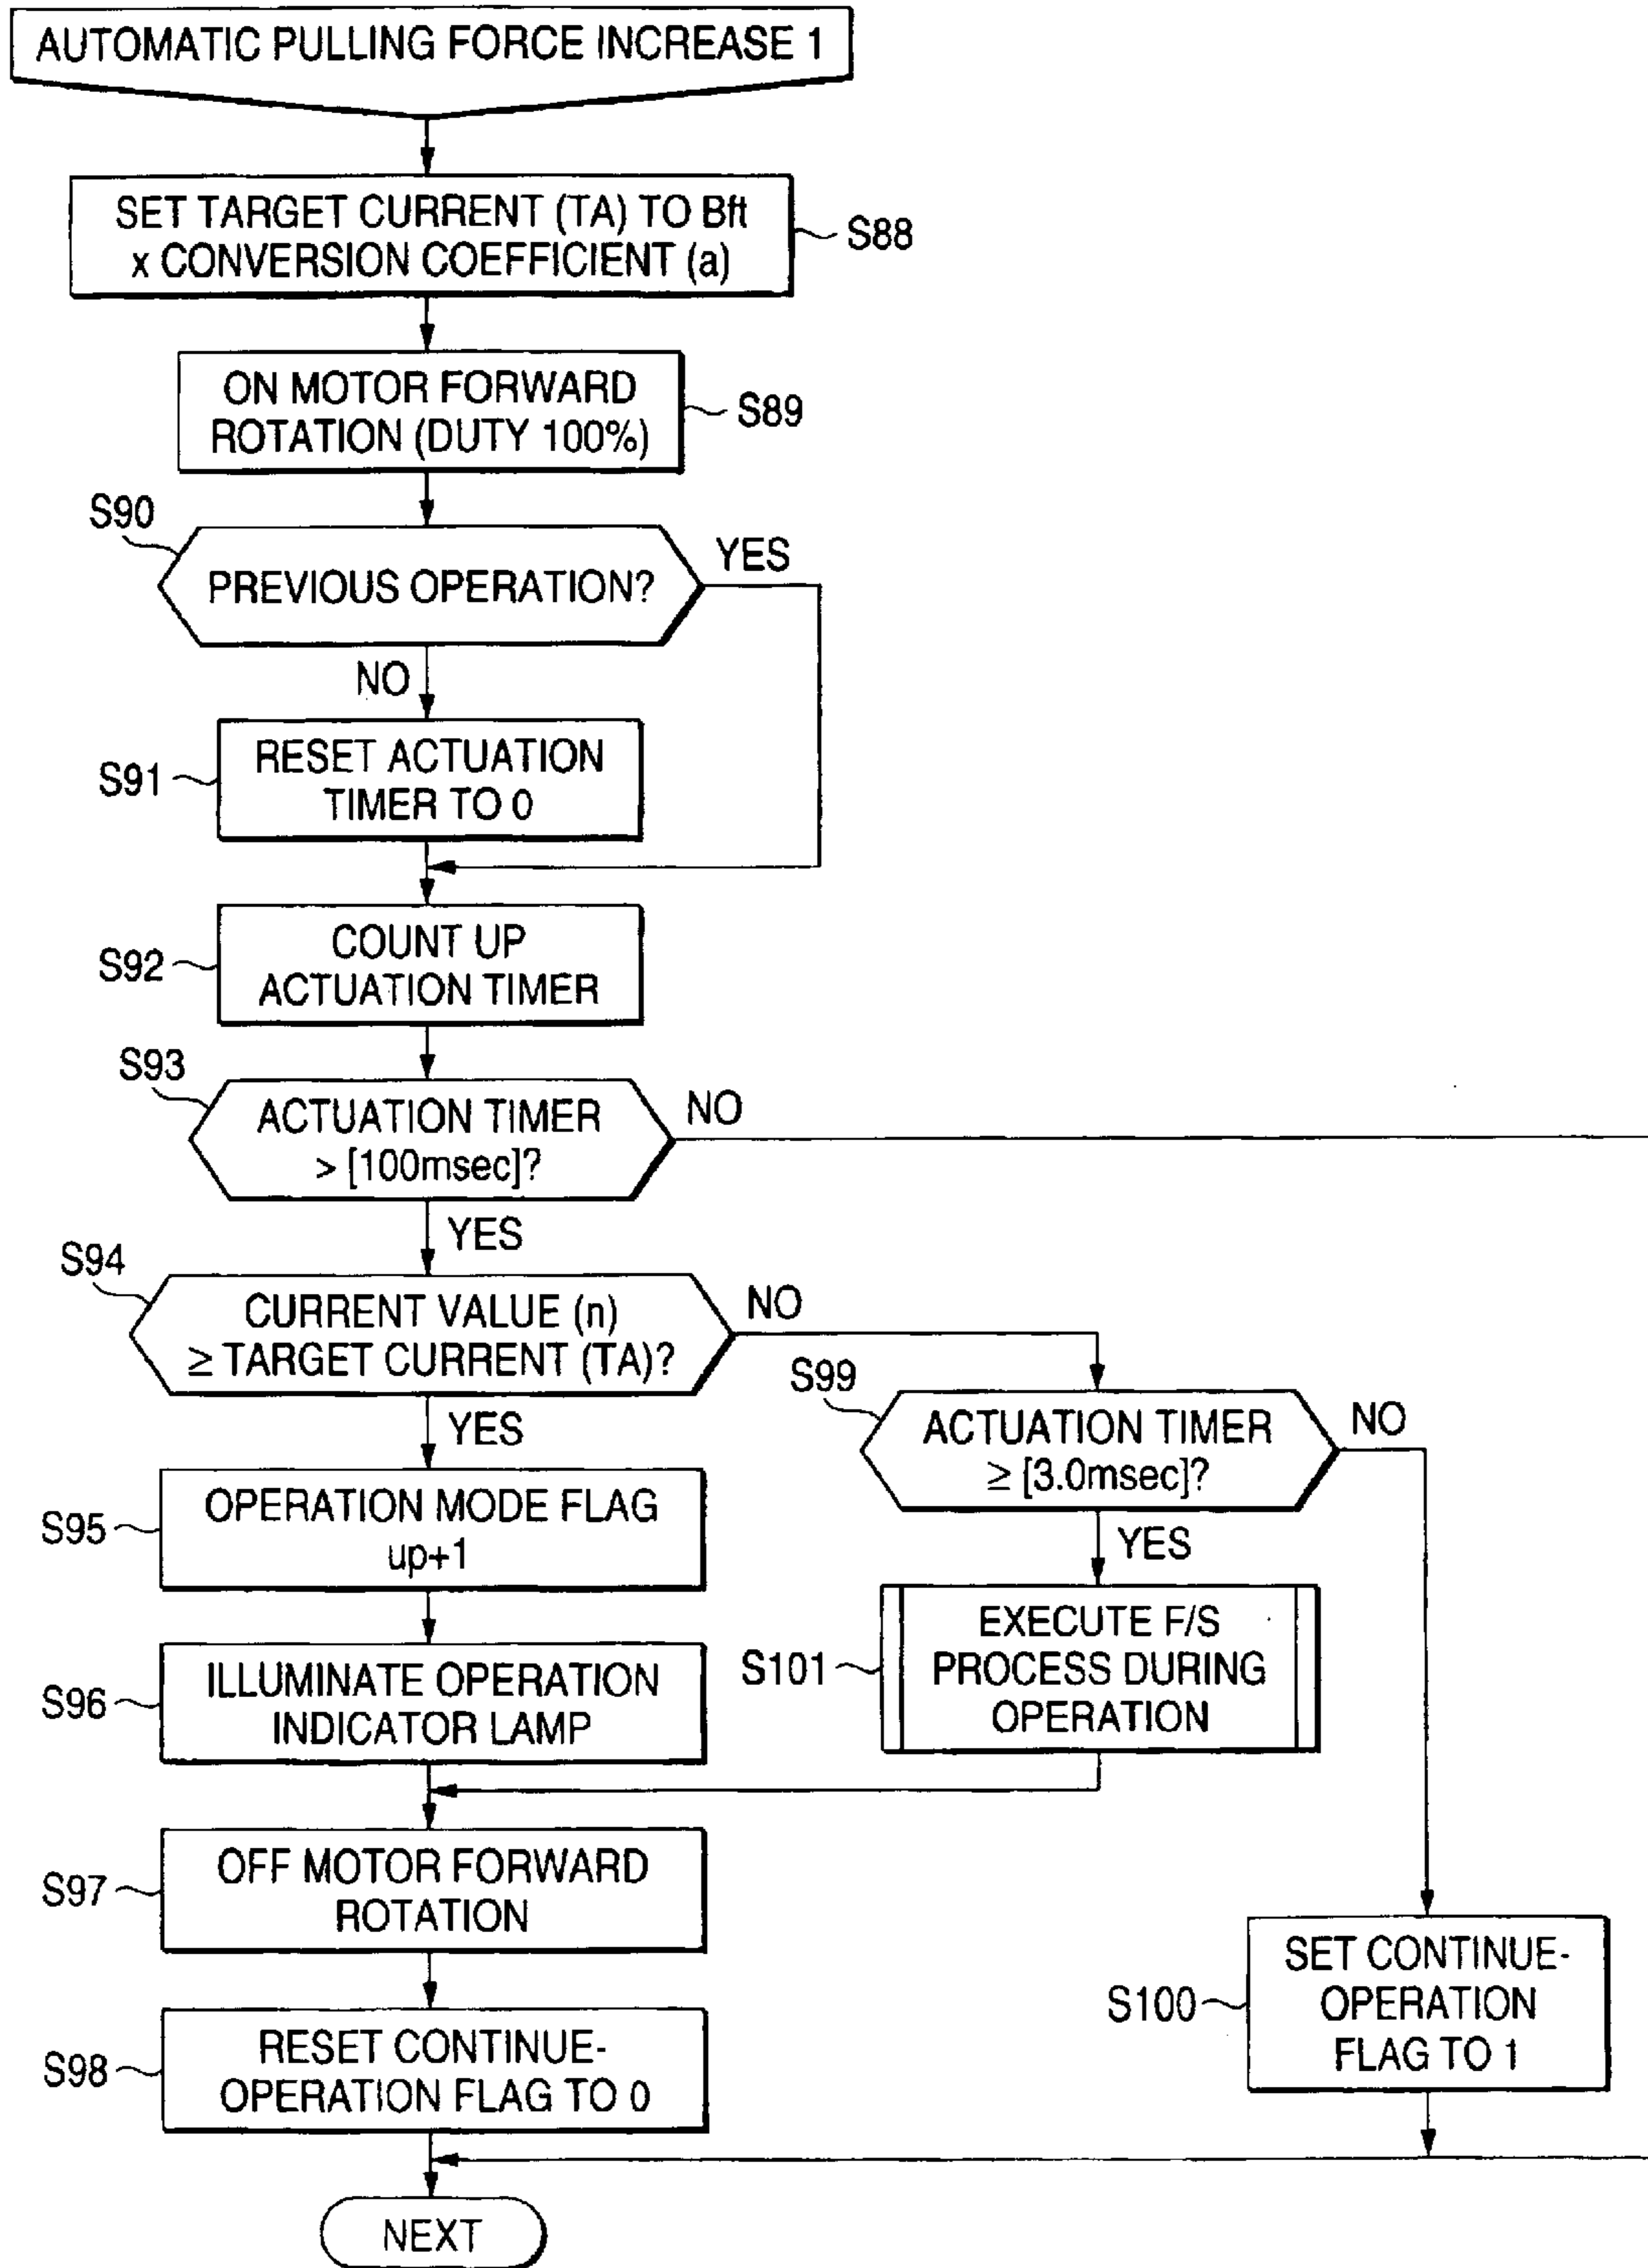 AUTOMATIC PULLING FORCE INCREASE 1
SET TARGET CURRENT (TA) TO Bft
x CONVERSION COEFFICIENT (a)
S88
ON MOTOR FORWARD
ROTATION (DUTY 100%)
S89
S90
PREVIOUS OPERATION?
YES
NO
RESET ACTUATION
TIMER TO 0
S91
COUNT UP
ACTUATION TIMER
S92
S93
ACTUATION TIMER
> [100msec]?
NO
YES
S94
CURRENT VALUE (n)
≥ TARGET CURRENT (TA)?
NO
YES
S99
ACTUATION TIMER
≥ [3.0msec]?
NO
YES
OPERATION MODE FLAG
up+1
S95
EXECUTE F/S
PROCESS DURING
OPERATION
S101
ILLUMINATE OPERATION
INDICATOR LAMP
S96
OFF MOTOR FORWARD
ROTATION
S97
SET CONTINUE-
OPERATION
FLAG TO 1
S100
RESET CONTINUE-
OPERATION FLAG TO 0
S98
NEXT